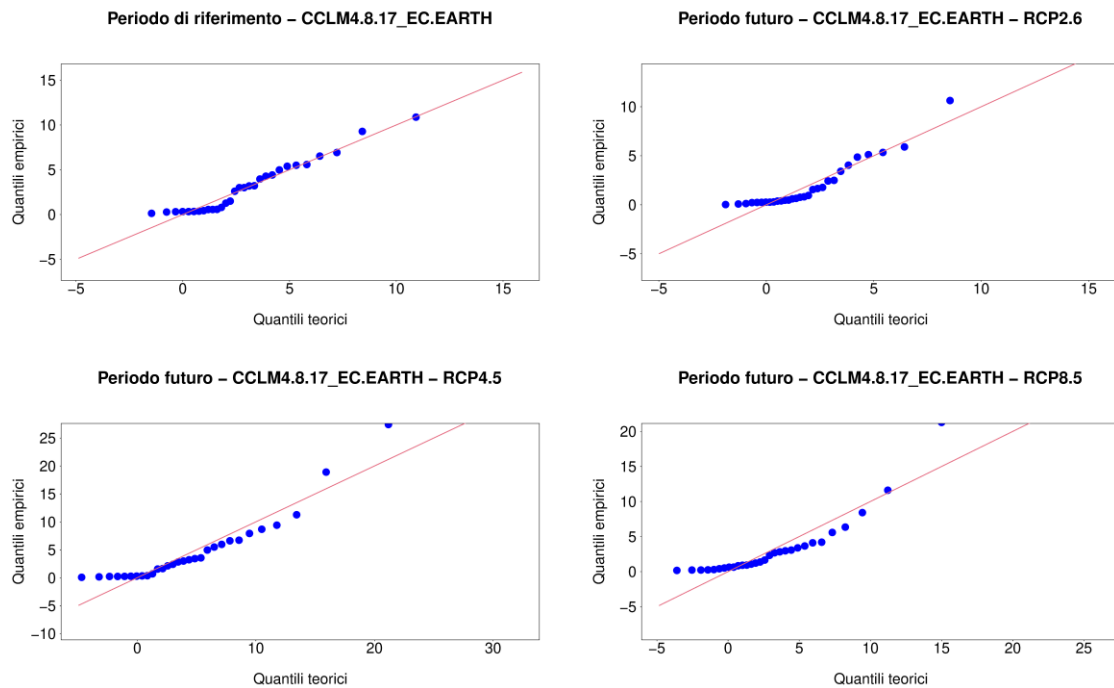 Periodo di riferimento − CCLM4.8.17_EC.EARTH
Quantili empirici
15
10
5
0
−5
−5 0 5 10 15
Quantili teorici
Periodo futuro − CCLM4.8.17_EC.EARTH − RCP2.6
Quantili empirici
10
5
0
−5
−5 0 5 10 15
Quantili teorici
Periodo futuro − CCLM4.8.17_EC.EARTH − RCP4.5
Quantili empirici
25
20
15
10
5
0
−5
−10
0 10 20 30
Quantili teorici
Periodo futuro − CCLM4.8.17_EC.EARTH − RCP8.5
Quantili empirici
20
15
10
5
0
−5
−5 0 5 10 15 20 25
Quantili teorici